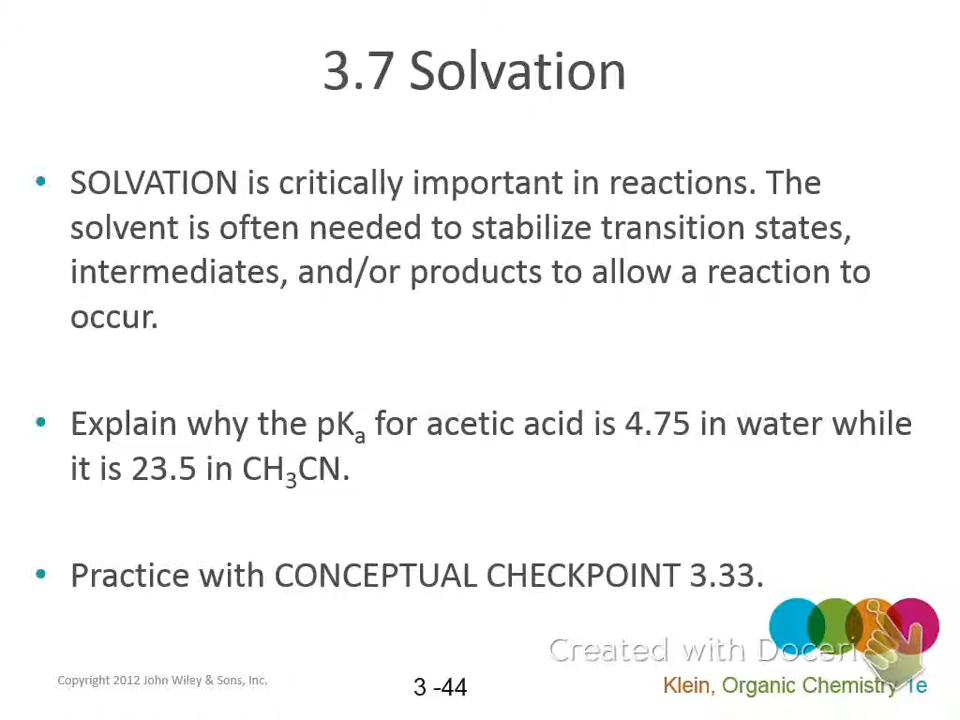 3.7 Solvation
• SOLVATION is critically important in reactions. The
solvent is often needed to stabilize transition states,
intermediates, and/or products to allow a reaction to
occur.
• Explain why the pKₐ for acetic acid is 4.75 in water while
it is 23.5 in CH₃CN.
• Practice with CONCEPTUAL CHECKPOINT 3.33.
Created with Doceri
Copyright 2012 John Wiley & Sons, Inc.
3 -44
Klein, Organic Chemistry 1e